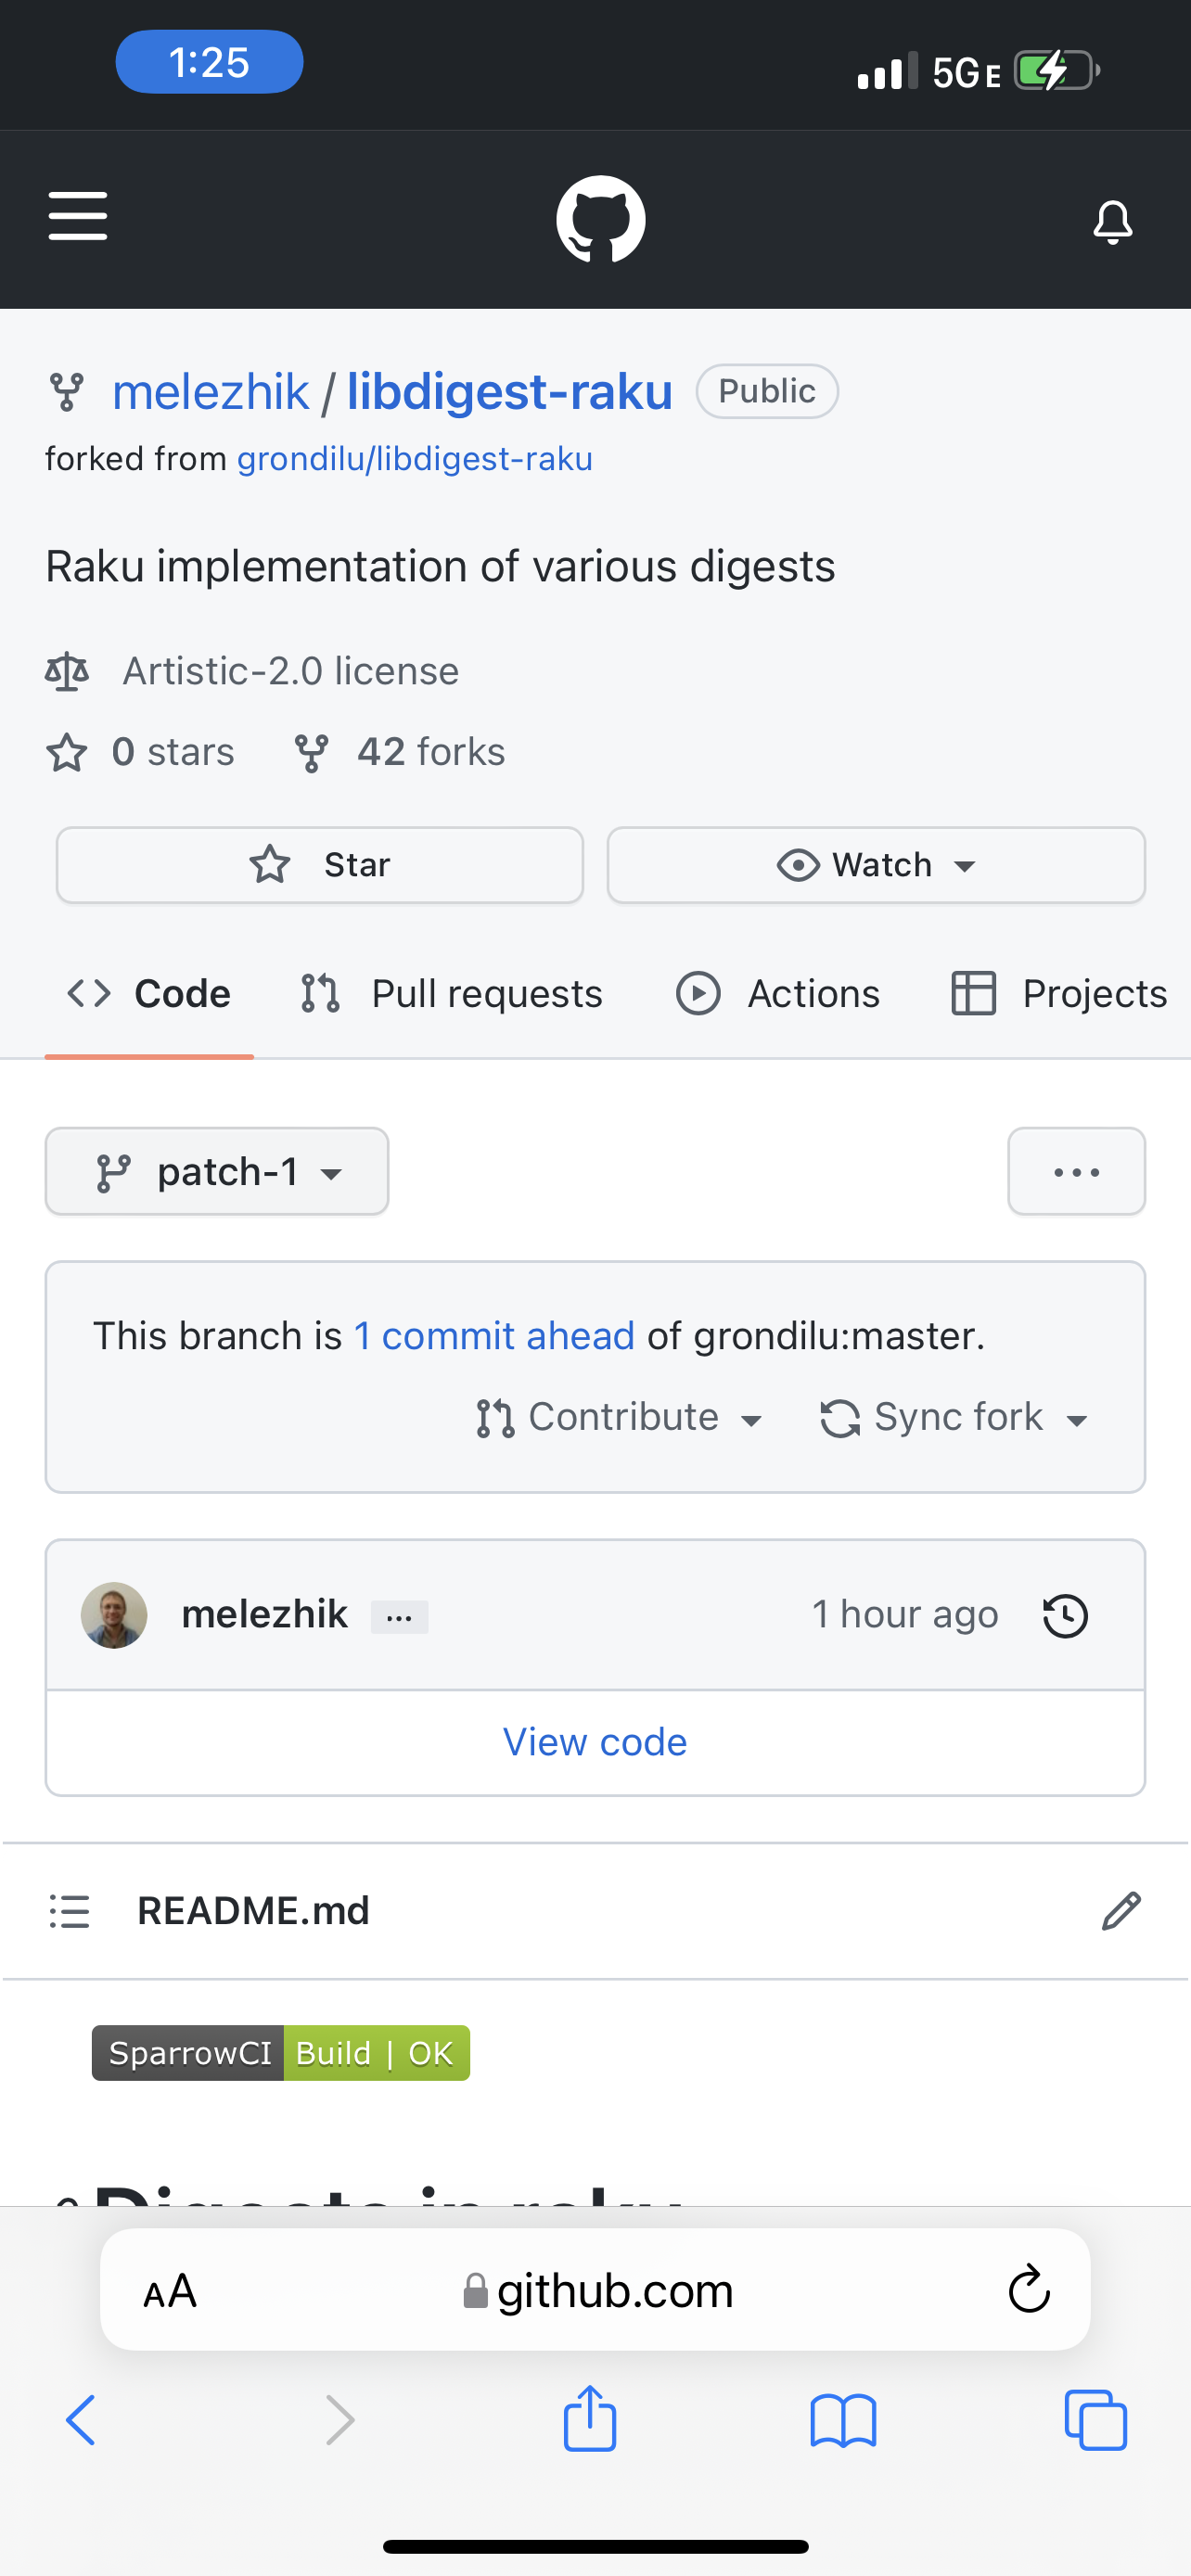 1:25 5G E
melezhik / libdigest-raku Public
forked from grondilu/libdigest-raku
Raku implementation of various digests
Artistic-2.0 license
0 stars 42 forks
Star Watch
Code Pull requests Actions Projects
patch-1 ...
This branch is 1 commit ahead of grondilu:master.
Contribute Sync fork
melezhik ... 1 hour ago
View code
README.md
SparrowCI Build | OK
Digests in raku
AA github.com